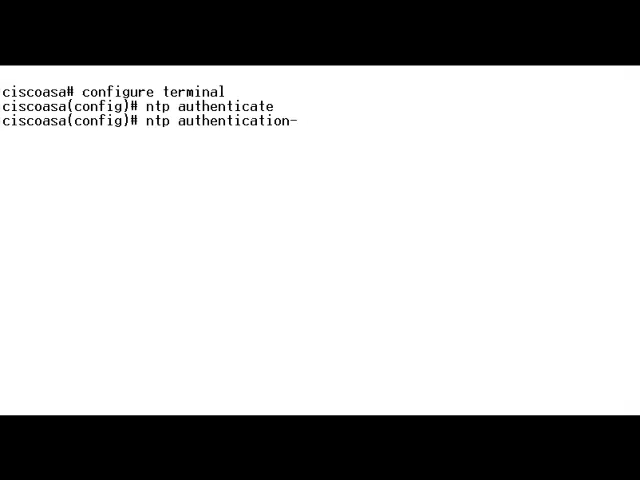 ciscoasa# configure terminal
ciscoasa(config)# ntp authenticate
ciscoasa(config)# ntp authentication-